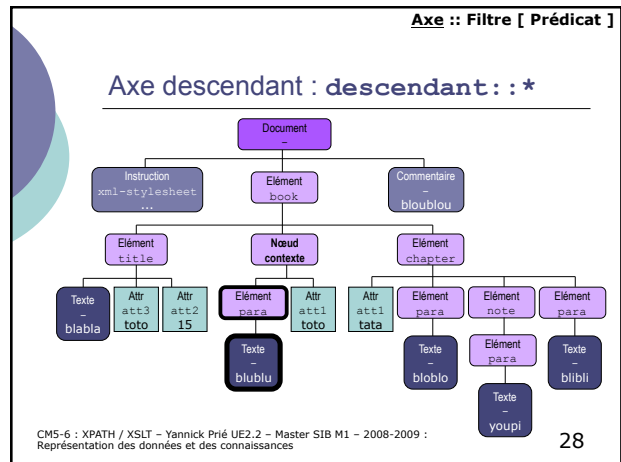 Axe :: Filtre [ Prédicat ]
Axe descendant : descendant::*
Document
–
Instruction
xml-stylesheet
…
Elément
book
Commentaire
–
bloublou
Elément
title
Nœud
contexte
Elément
chapter
Texte
–
blabla
Attr
att3
toto
Attr
att2
15
Elément
para
Attr
att1
toto
Attr
att1
tata
Elément
para
Elément
note
Elément
para
Texte
–
blublu
Texte
–
bloblo
Elément
para
Texte
–
blibli
Texte
–
youpi
CM5-6 : XPATH / XSLT – Yannick Prié UE2.2 – Master SIB M1 – 2008-2009 :
Représentation des données et des connaissances
28